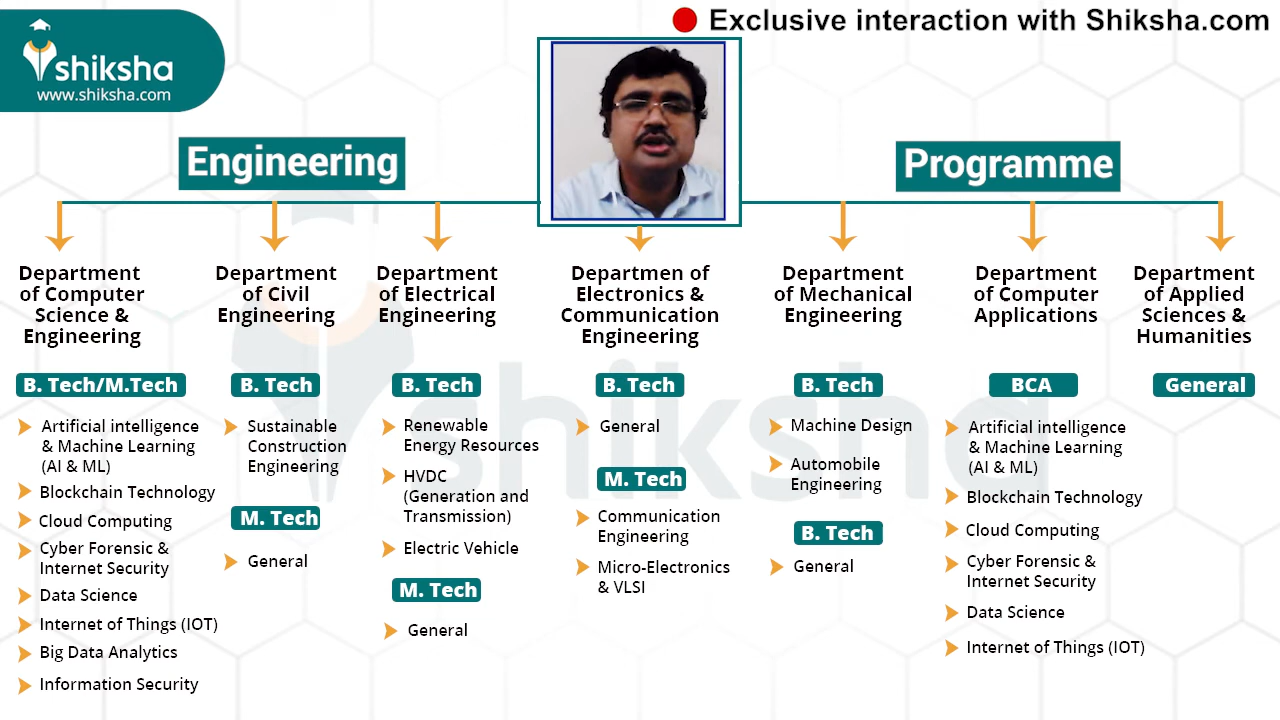 Exclusive interaction with Shiksha.com
shiksha
www.shiksha.com
Engineering
Programme
Department
of Computer
Science &
Engineering
B. Tech/M.Tech
Artificial intelligence
& Machine Learning
(AI & ML)
Blockchain Technology
Cloud Computing
Cyber Forensic &
Internet Security
Data Science
Internet of Things (IOT)
Big Data Analytics
Information Security
Department
of Civil
Engineering
B. Tech
Sustainable
Construction
Engineering
M. Tech
General
Department
of Electrical
Engineering
B. Tech
Renewable
Energy Resources
HVDC
(Generation and
Transmission)
Electric Vehicle
M. Tech
General
Departmen of
Electronics &
Communication
Engineering
B. Tech
General
M. Tech
Communication
Engineering
Micro-Electronics
& VLSI
Department
of Mechanical
Engineering
B. Tech
Machine Design
Automobile
Engineering
B. Tech
General
Department
of Computer
Applications
BCA
Artificial intelligence
& Machine Learning
(AI & ML)
Blockchain Technology
Cloud Computing
Cyber Forensic &
Internet Security
Data Science
Internet of Things (IOT)
Department
of Applied
Sciences &
Humanities
General
shiksha